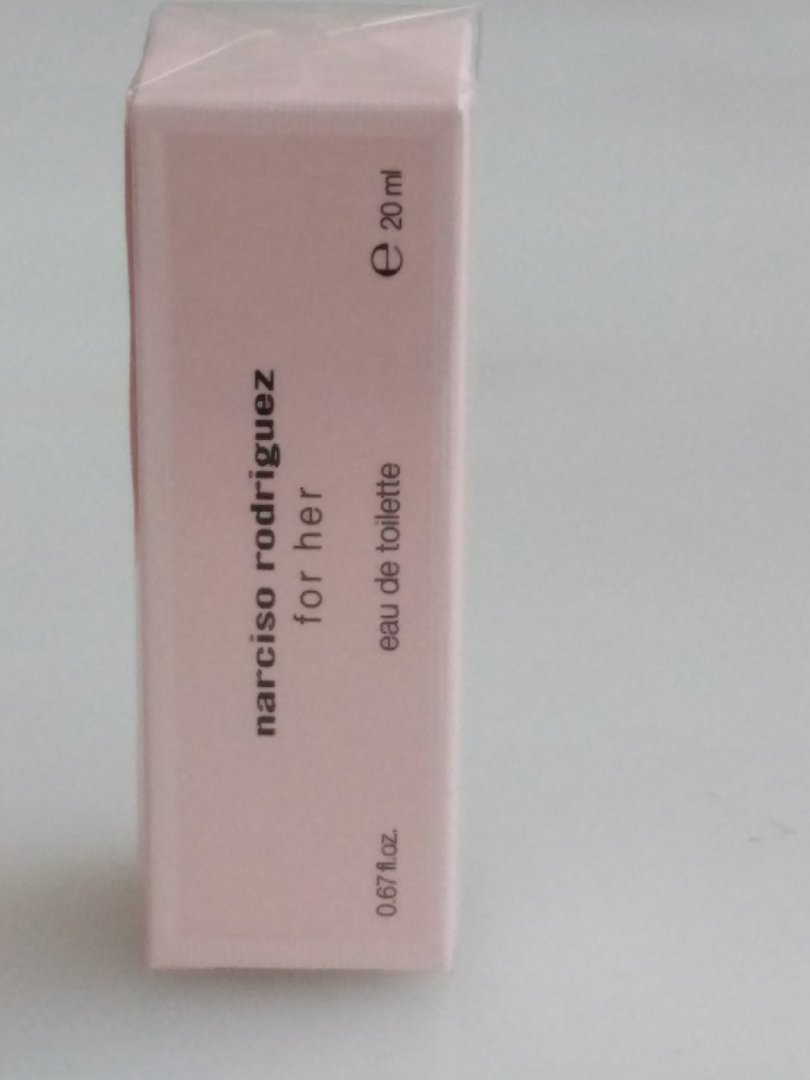 narciso rodriguez
for her
0.67 fl.oz. eau de toilette ℮ 20 ml